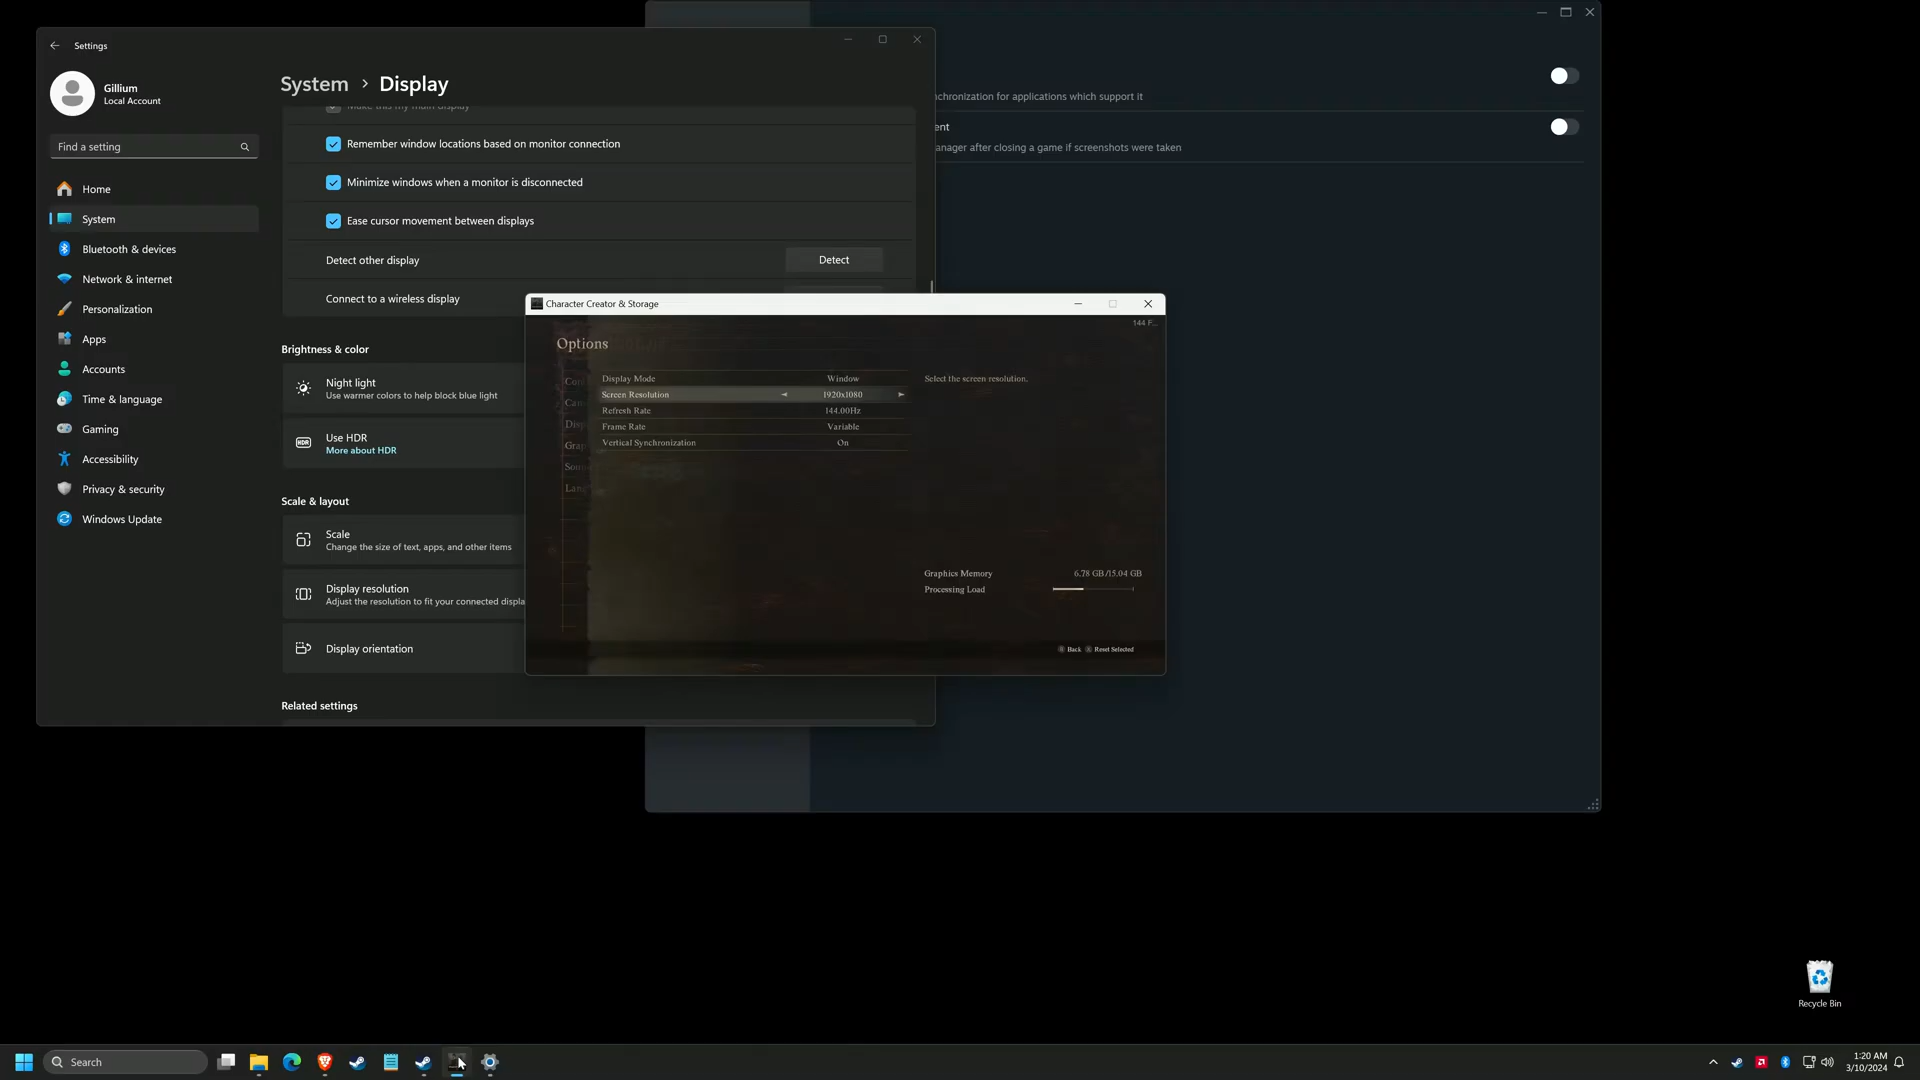 Settings
Gillium
Local Account
Find a setting
Home
System
Bluetooth & devices
Network & internet
Personalization
Apps
Accounts
Time & language
Gaming
Accessibility
Privacy & security
Windows Update
System > Display
Make this my main display
Remember window locations based on monitor connection
Minimize windows when a monitor is disconnected
Ease cursor movement between displays
Detect other display
Detect
Connect to a wireless display
Brightness & color
Night light
Use warmer colors to help block blue light
HDR
Use HDR
More about HDR
Scale & layout
Scale
Change the size of text, apps, and other items
Display resolution
Adjust the resolution to fit your connected displa
Display orientation
Related settings
nchronization for applications which support it
ent
anager after closing a game if screenshots were taken
Character Creator & Storage
144 F...
Options
Display Mode Window
Screen Resolution 1920x1080
Refresh Rate 144.00Hz
Frame Rate Variable
Vertical Synchronization On
Select the screen resolution.
Graphics Memory 6.78 GB/15.04 GB
Processing Load
Back Reset Selected
Recycle Bin
Search
1:20 AM
3/10/2024